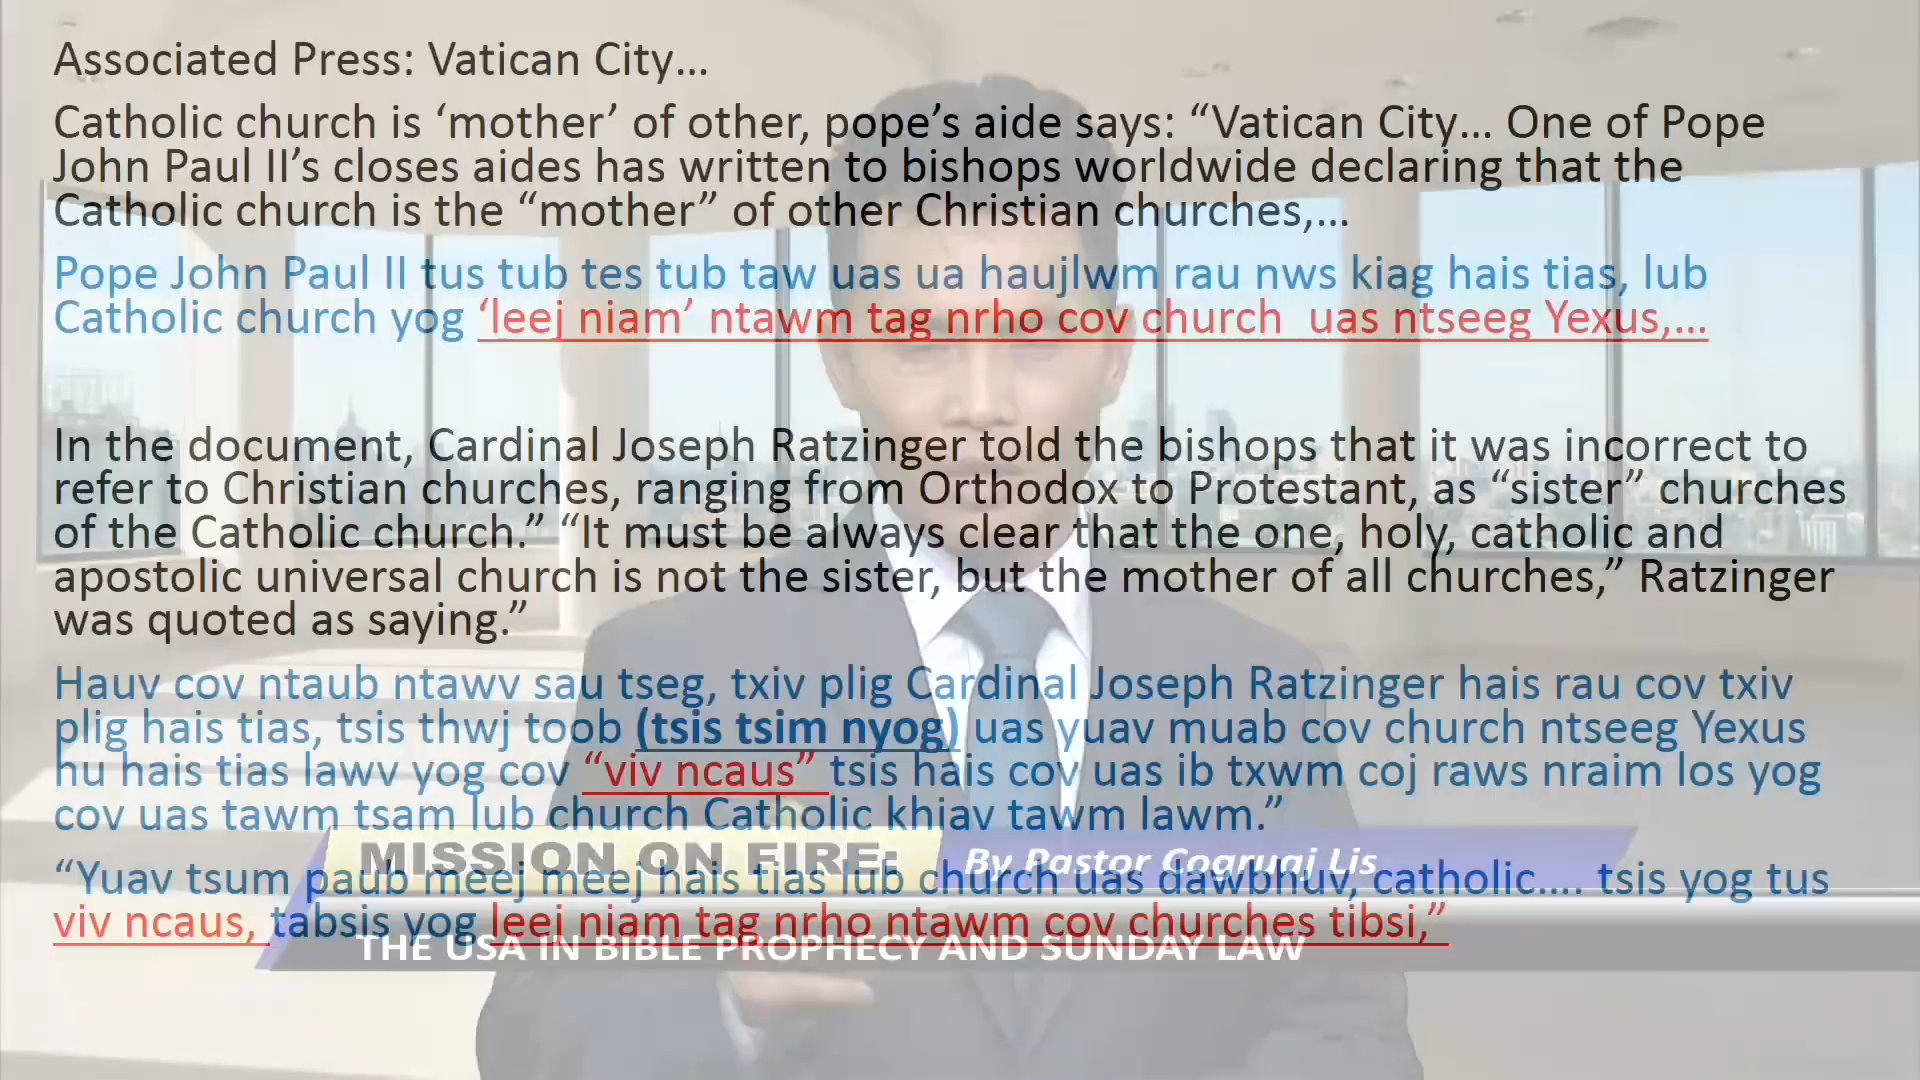 Associated Press: Vatican City...
Catholic church is ‘mother’ of other, pope’s aide says: “Vatican City... One of Pope
John Paul II’s closes aides has written to bishops worldwide declaring that the
Catholic church is the “mother” of other Christian churches,...
Pope John Paul II tus tub tes tub taw uas ua haujlwm rau nws kiag hais tias, lub
Catholic church yog ‘leej niam’ ntawm tag nrho cov church uas ntseeg Yexus,...
In the document, Cardinal Joseph Ratzinger told the bishops that it was incorrect to
refer to Christian churches, ranging from Orthodox to Protestant, as “sister” churches
of the Catholic church.” “It must be always clear that the one, holy, catholic and
apostolic universal church is not the sister, but the mother of all churches,” Ratzinger
was quoted as saying.”
Hauv cov ntaub ntawv sau tseg, txiv plig Cardinal Joseph Ratzinger hais rau cov txiv
plig hais tias, tsis thwj toob (tsis tsim nyog) uas yuav muab cov church ntseeg Yexus
hu hais tias lawv yog cov “viv ncaus” tsis hais cov uas ib txwm coj raws nraim los yog
cov uas tawm tsam lub church Catholic khiav tawm lawm.”
MISSION ON FIRE: By Pastor Cogruaj Lis
“Yuav tsum paub meej meej hais tias lub church uas dawbhuv, catholic.... tsis yog tus
viv ncaus, tabsis yog leej niam tag nrho ntawm cov churches tibsi,”
THE USA IN BIBLE PROPHECY AND SUNDAY LAW